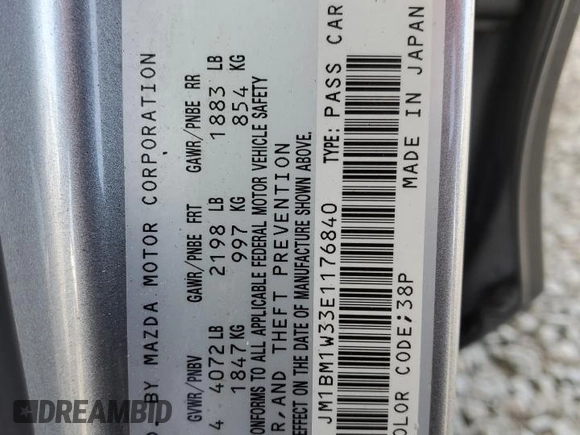 D. BY MAZDA MOTOR CORPORATION
GVWR/PNBV GAWR/PNBE FRT GAWR/PNBE RR
4 4072 LB 2198 LB 1883 LB
1847 KG 997 KG 854 KG
ONFORMS TO ALL APPLICABLE FEDERAL MOTOR VEHICLE SAFETY
R, AND THEFT PREVENTION
EFFECT ON THE DATE OF MANUFACTURE SHOWN ABOVE.
JM1BM1W33E1176840 TYPE: PASS CAR
OLOR CODE;38P MADE IN JAPAN
DREAMBID